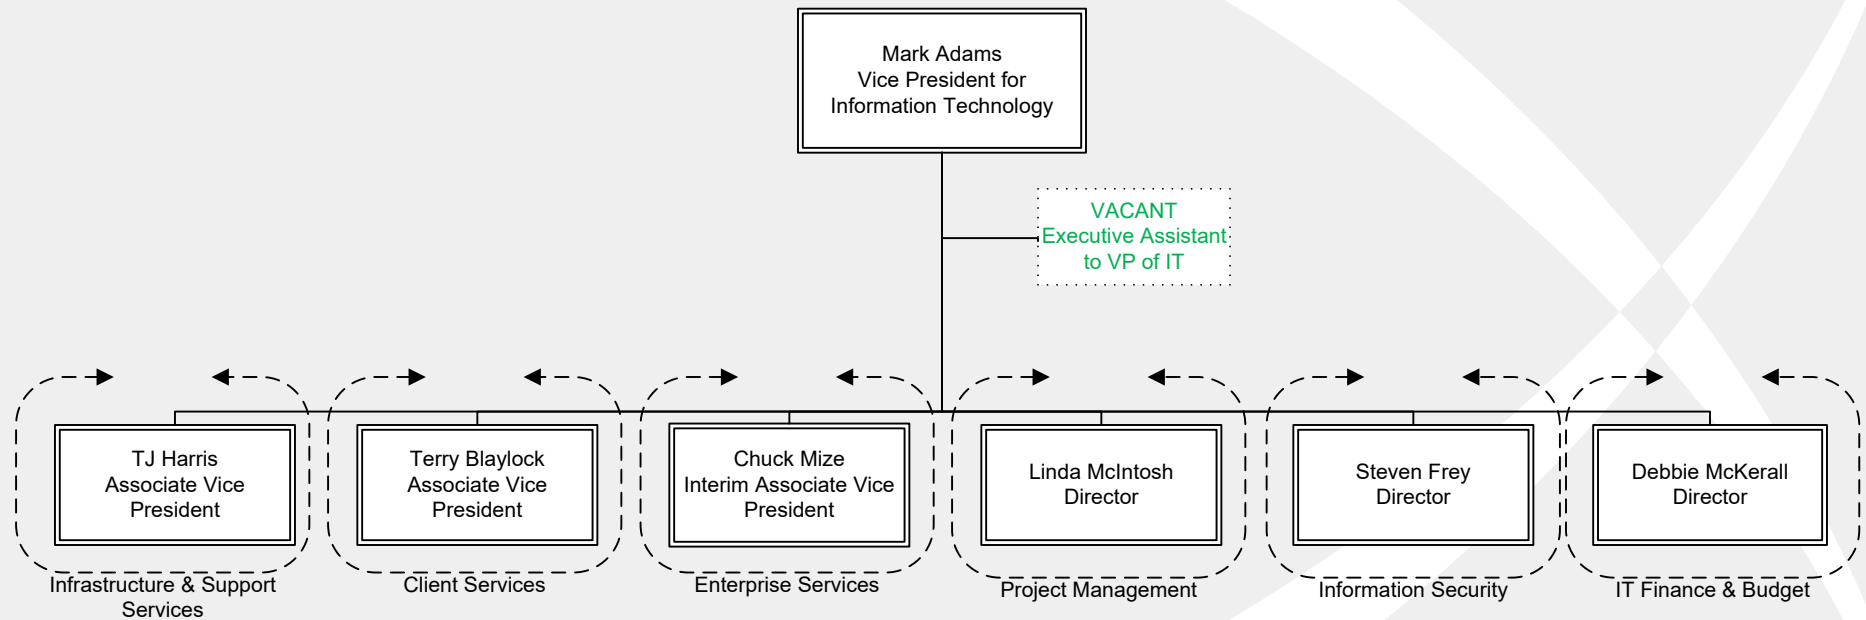 Mark Adams
Vice President for
Information Technology
VACANT
Executive Assistant
to VP of IT
TJ Harris
Associate Vice
President
Terry Blaylock
Associate Vice
President
Chuck Mize
Interim Associate Vice
President
Linda McIntosh
Director
Steven Frey
Director
Debbie McKerall
Director
Infrastructure & Support
Services
Client Services
Enterprise Services
Project Management
Information Security
IT Finance & Budget